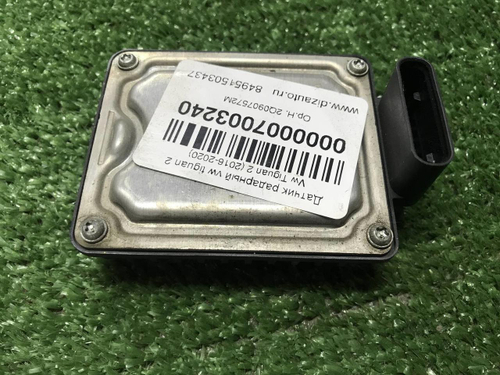 Датчик радарный vw tiguan 2
Vw Tiguan 2 (2016-2020)
0000007003240
Ор.Н. 2Q0907572M
www.dizauto.ru 84951503437